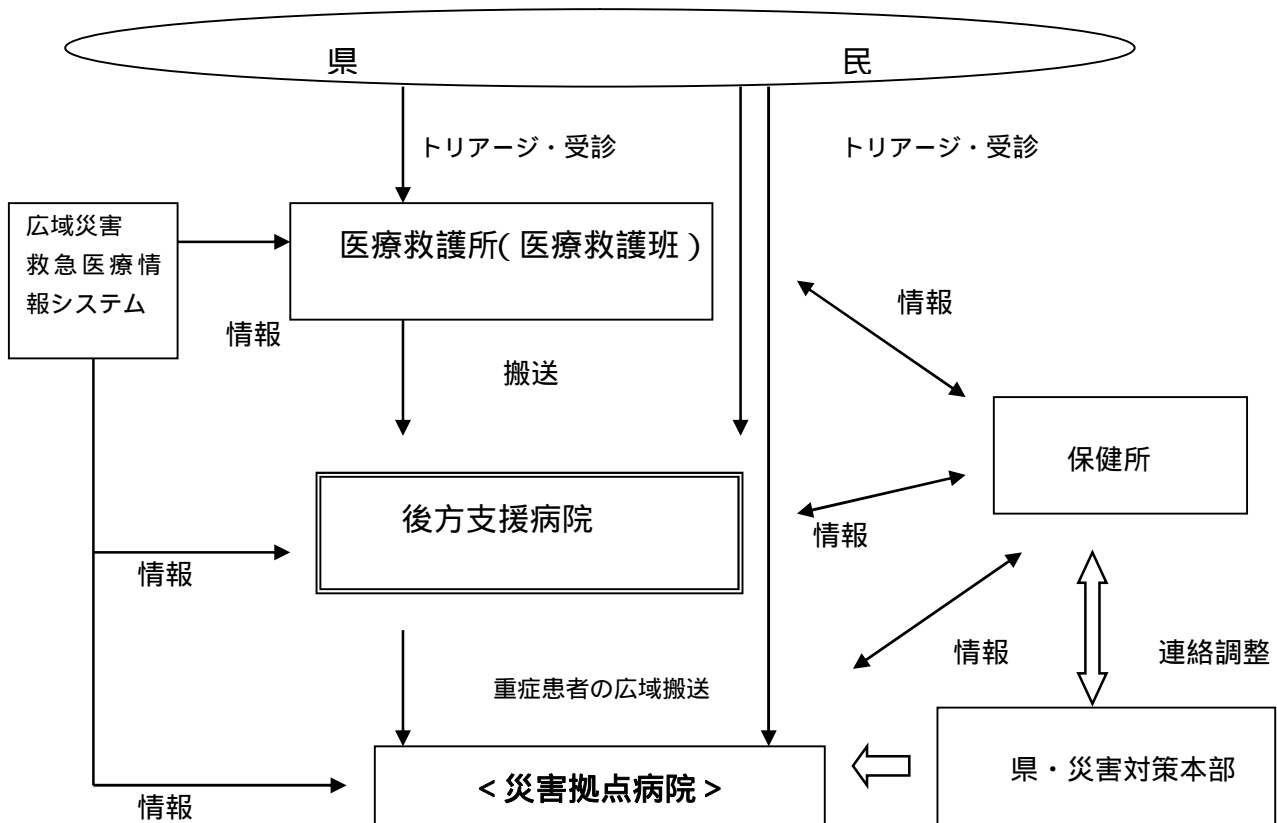 県　　　民
トリアージ・受診
トリアージ・受診
広域災害
救急医療情
報システム
医療救護所(医療救護班)
情報
情報
搬送
保健所
後方支援病院
情報
情報
情報
連絡調整
重症患者の広域搬送
県・災害対策本部
<災害拠点病院>
情報